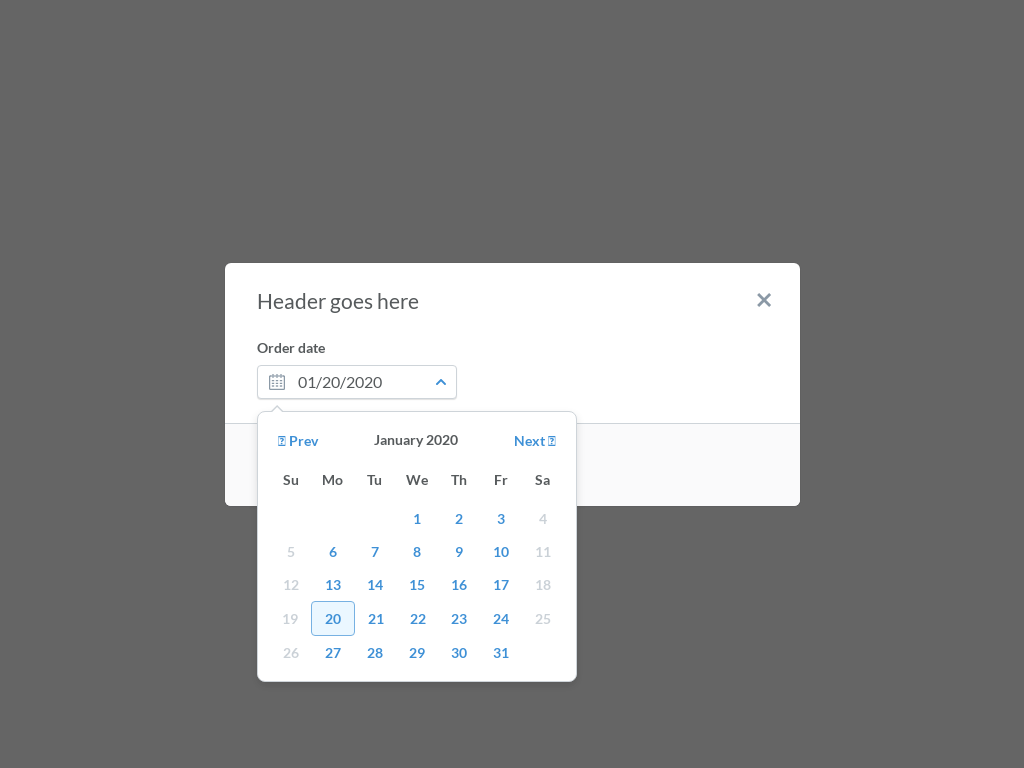 Header goes here
Order date
01/20/2020
Prev January 2020 Next
Su Mo Tu We Th Fr Sa
1 2 3 4
5 6 7 8 9 10 11
12 13 14 15 16 17 18
19 20 21 22 23 24 25
26 27 28 29 30 31